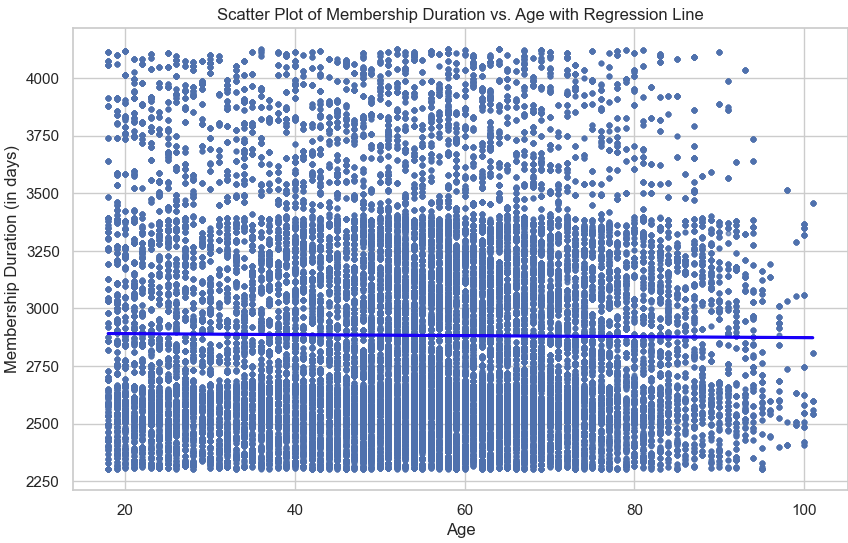 Scatter Plot of Membership Duration vs. Age with Regression Line
Membership Duration (in days)
4000
3750
3500
3250
3000
2750
2500
2250
20 40 60 80 100
Age